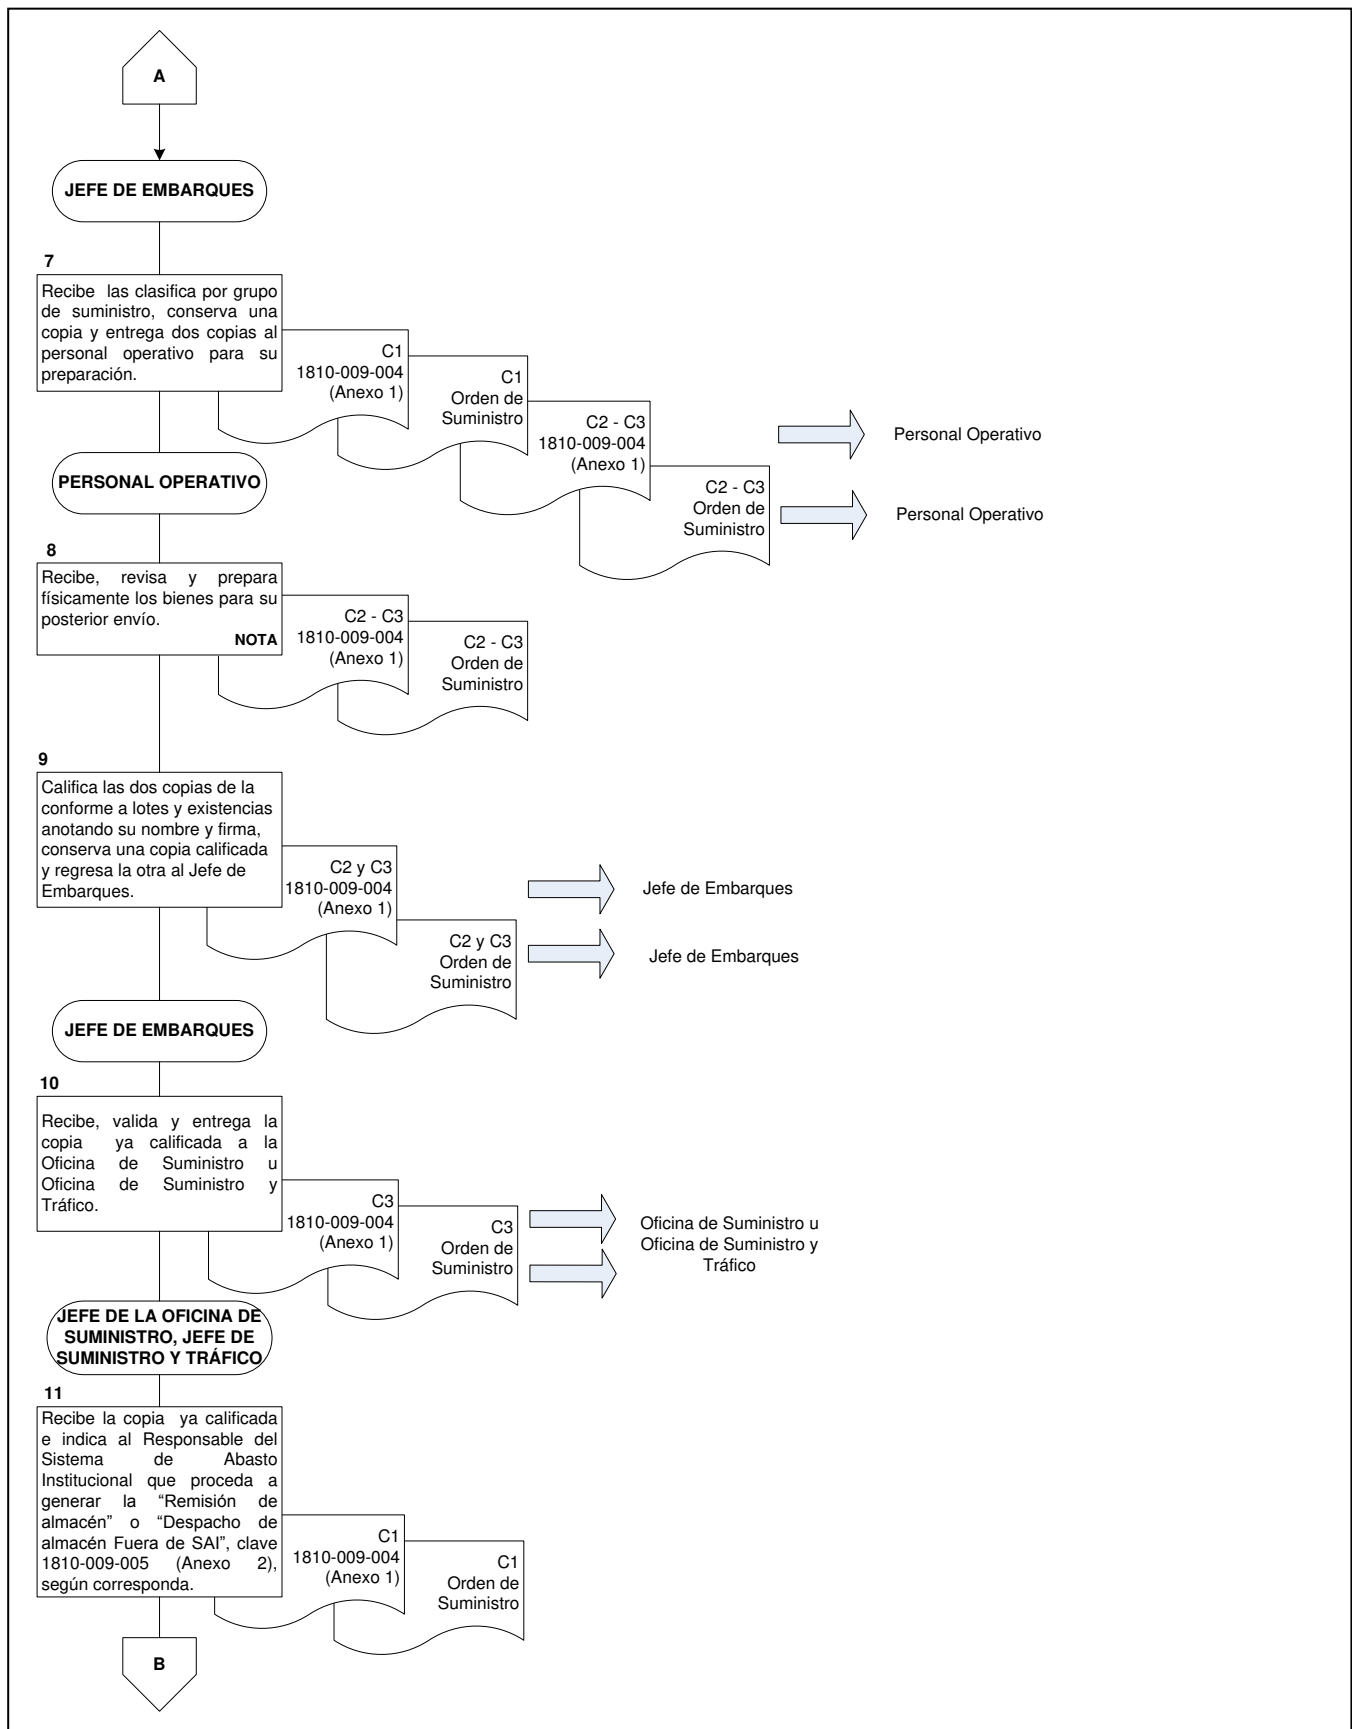 A
JEFE DE EMBARQUES
7
Recibe las clasifica por grupo
de suministro, conserva una
copia y entrega dos copias al
personal operativo para su
preparación.
C1
1810-009-004
(Anexo 1)
C1
Orden de
Suministro
C2 - C3
1810-009-004
(Anexo 1)
C2 - C3
Orden de
Suministro
Personal Operativo
Personal Operativo
PERSONAL OPERATIVO
8
Recibe, revisa y prepara
físicamente los bienes para su
posterior envío.
NOTA
C2 - C3
1810-009-004
(Anexo 1)
C2 - C3
Orden de
Suministro
9
Califica las dos copias de la
conforme a lotes y existencias
anotando su nombre y firma,
conserva una copia calificada
y regresa la otra al Jefe de
Embarques.
C2 y C3
1810-009-004
(Anexo 1)
C2 y C3
Orden de
Suministro
Jefe de Embarques
Jefe de Embarques
JEFE DE EMBARQUES
10
Recibe, valida y entrega la
copia ya calificada a la
Oficina de Suministro u
Oficina de Suministro y
Tráfico.
C3
1810-009-004
(Anexo 1)
C3
Orden de
Suministro
Oficina de Suministro u
Oficina de Suministro y
Tráfico
JEFE DE LA OFICINA DE
SUMINISTRO, JEFE DE
SUMINISTRO Y TRÁFICO
11
Recibe la copia ya calificada
e indica al Responsable del
Sistema de Abasto
Institucional que proceda a
generar la “Remisión de
almacén” o “Despacho de
almacén Fuera de SAI”, clave
1810-009-005 (Anexo 2),
según corresponda.
C1
1810-009-004
(Anexo 1)
C1
Orden de
Suministro
B